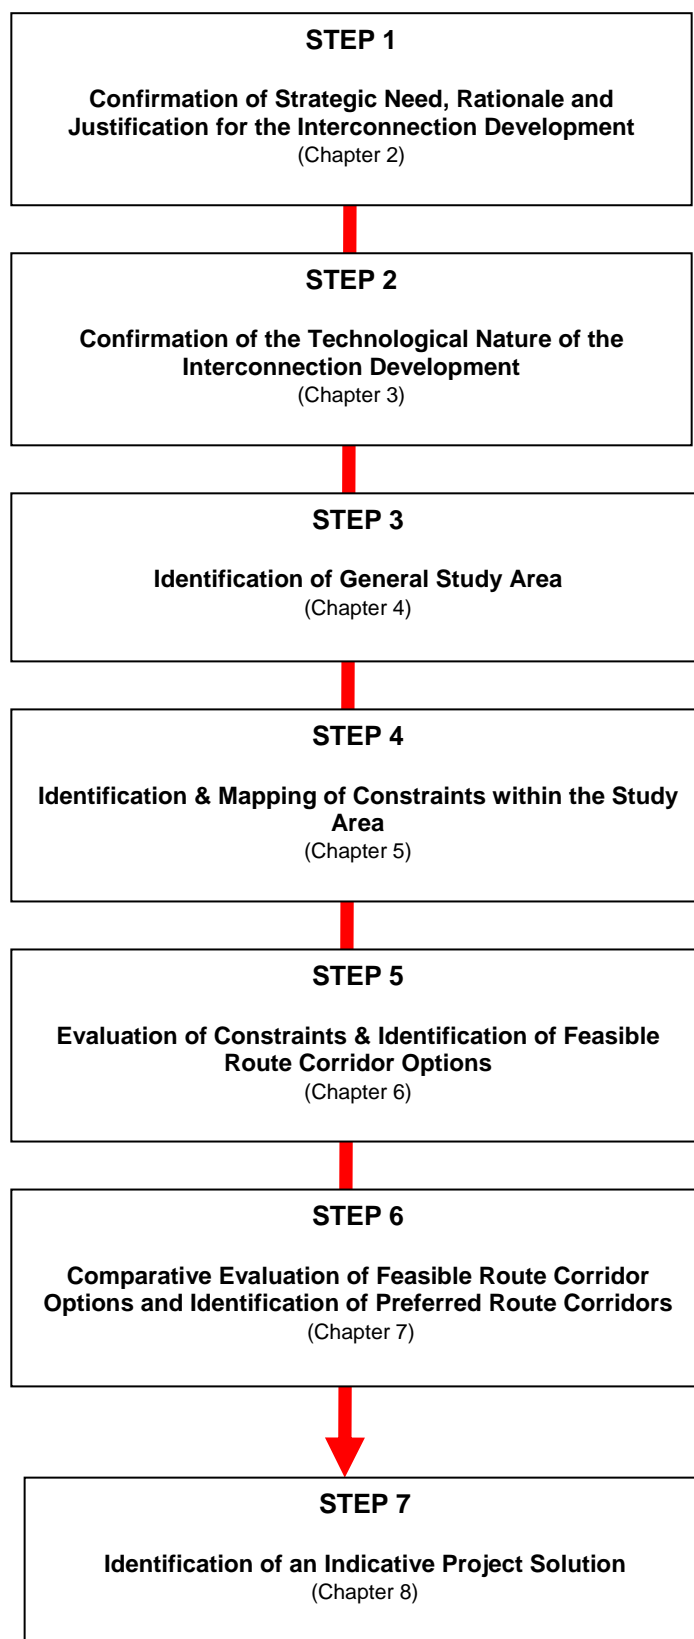 STEP 1
Confirmation of Strategic Need, Rationale and
Justification for the Interconnection Development
(Chapter 2)
STEP 2
Confirmation of the Technological Nature of the
Interconnection Development
(Chapter 3)
STEP 3
Identification of General Study Area
(Chapter 4)
STEP 4
Identification & Mapping of Constraints within the Study
Area
(Chapter 5)
STEP 5
Evaluation of Constraints & Identification of Feasible
Route Corridor Options
(Chapter 6)
STEP 6
Comparative Evaluation of Feasible Route Corridor
Options and Identification of Preferred Route Corridors
(Chapter 7)
STEP 7
Identification of an Indicative Project Solution
(Chapter 8)